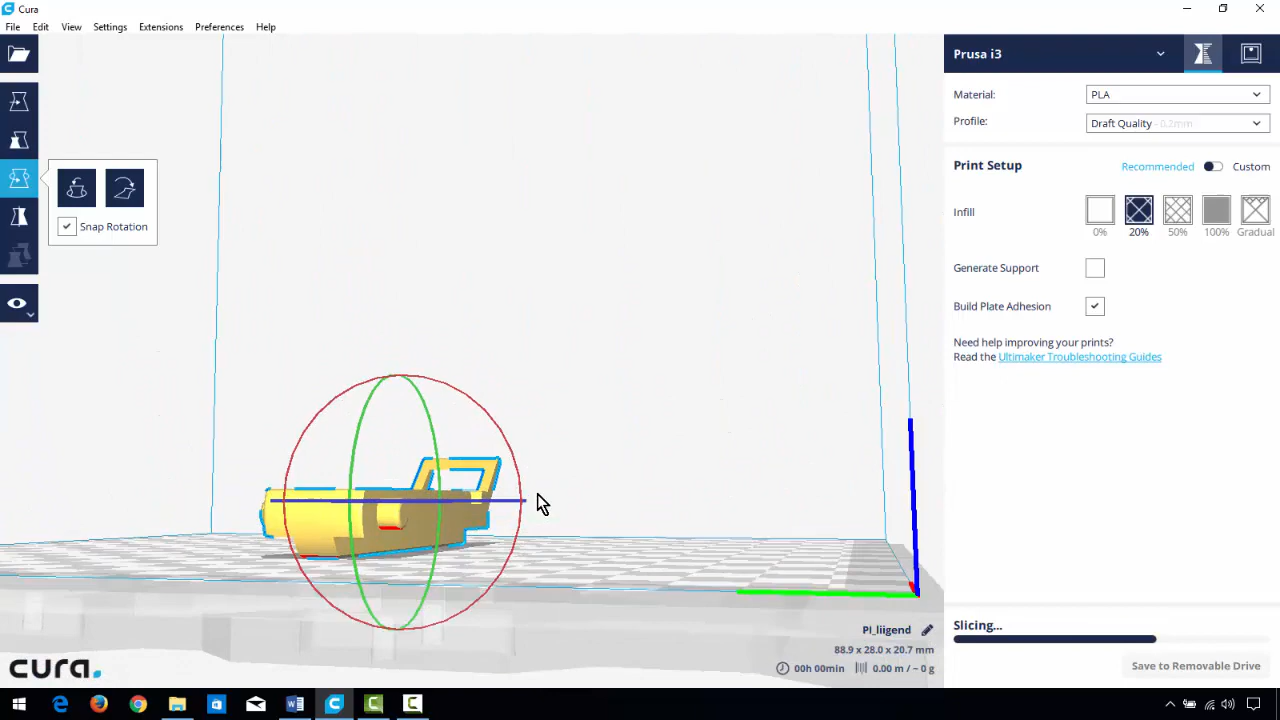 Cura
File Edit View Settings Extensions Preferences Help
Prusa i3
Material: PLA
Profile: Draft Quality - 0.2mm
Print Setup Recommended Custom
Infill
0% 20% 50% 100% Gradual
Snap Rotation
Generate Support
Build Plate Adhesion
Need help improving your prints?
Read the Ultimaker Troubleshooting Guides
PI_liigend
88.9 x 28.0 x 20.7 mm
00h 00min 0.00 m / ~ 0 g
Slicing...
Save to Removable Drive
cura.